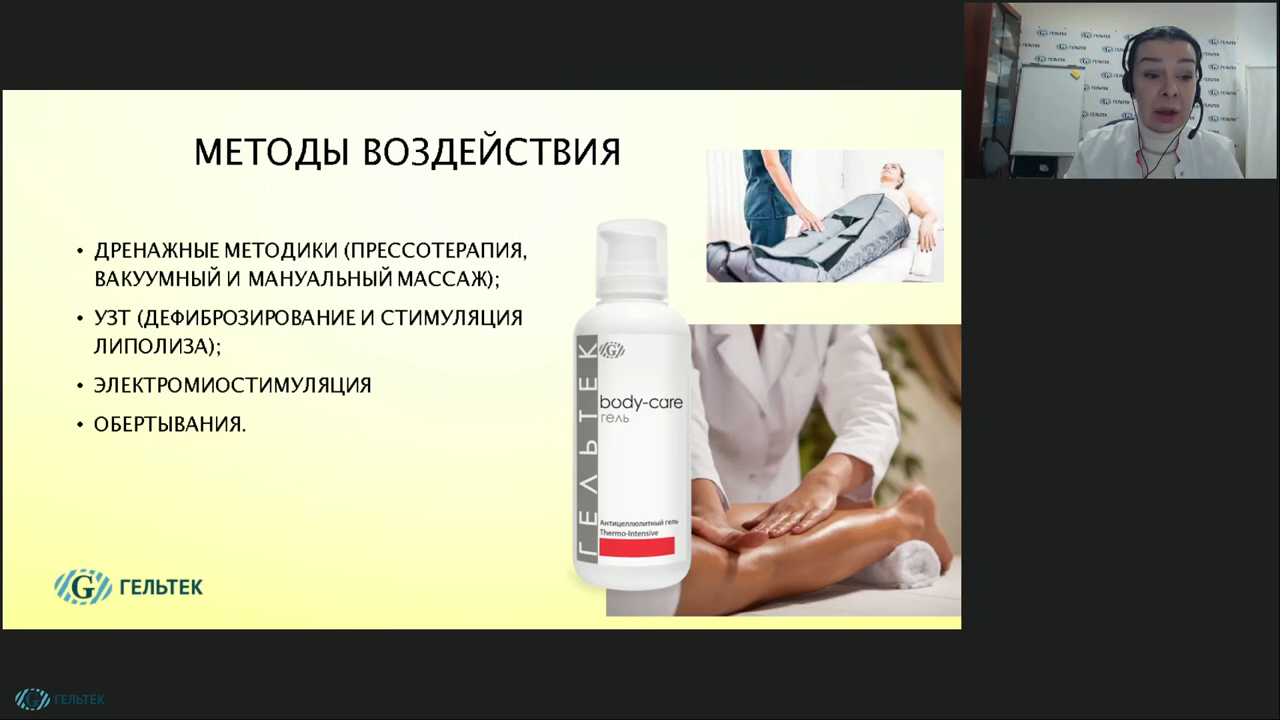 МЕТОДЫ ВОЗДЕЙСТВИЯ
• ДРЕНАЖНЫЕ МЕТОДИКИ (ПРЕССОТЕРАПИЯ,
ВАКУУМНЫЙ И МАНУАЛЬНЫЙ МАССАЖ);
• УЗТ (ДЕФИБРОЗИРОВАНИЕ И СТИМУЛЯЦИЯ
ЛИПОЛИЗА);
• ЭЛЕКТРОМИОСТИМУЛЯЦИЯ
• ОБЕРТЫВАНИЯ.
ГЕЛЬТЕК
G
body-care
гель
Антицеллюлитный гель
Thermo-Intensive
G ГЕЛЬТЕК
G ГЕЛЬТЕК
ГЕЛЬТЕК